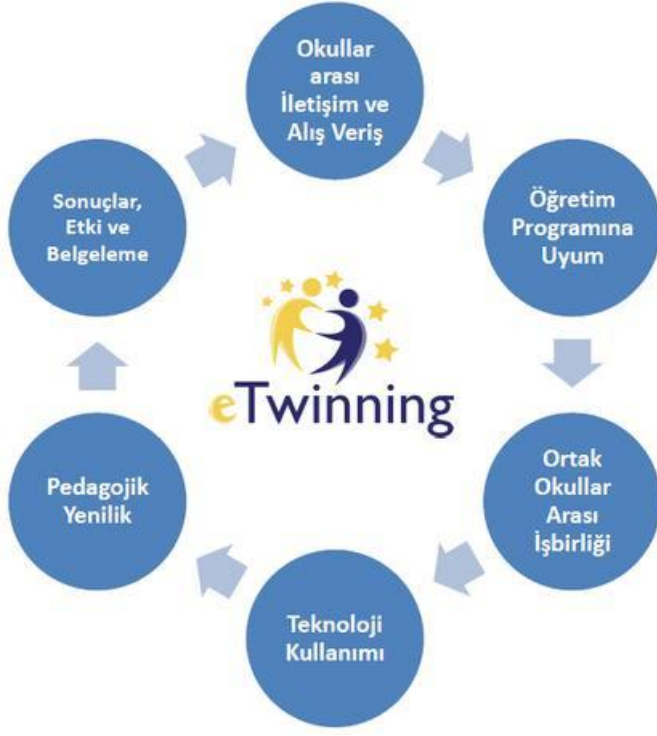 Okullar
arası
İletişim ve
Alış Veriş
Öğretim
Programına
Uyum
Ortak
Okullar
Arası
İşbirliği
Teknoloji
Kullanımı
Pedagojik
Yenilik
Sonuçlar,
Etki ve
Belgeleme
eTwinning